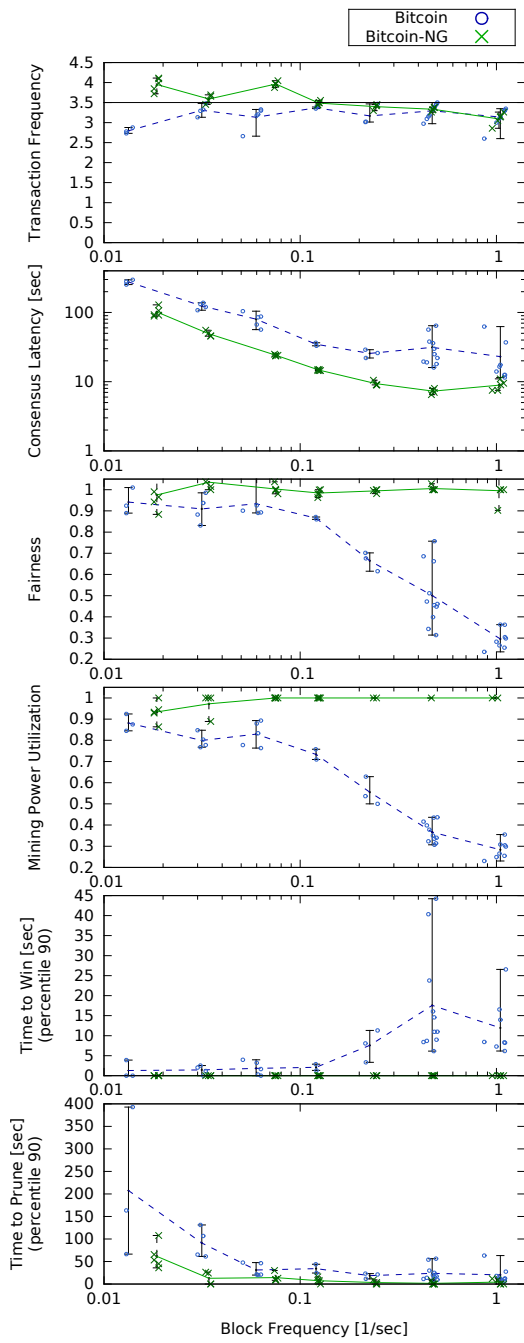 Bitcoin
Bitcoin-NG
4.5
4
3.5
3
2.5
2
1.5
1
0.5
0
Transaction Frequency
0.01 0.1 1
100
10
1
Consensus Latency [sec]
0.01 0.1 1
1
0.9
0.8
0.7
0.6
0.5
0.4
0.3
0.2
Fairness
0.01 0.1 1
1
0.9
0.8
0.7
0.6
0.5
0.4
0.3
0.2
Mining Power Utilization
0.01 0.1 1
45
40
35
30
25
20
15
10
5
0
Time to Win [sec]
(percentile 90)
0.01 0.1 1
400
350
300
250
200
150
100
50
0
Time to Prune [sec]
(percentile 90)
0.01 0.1 1
Block Frequency [1/sec]